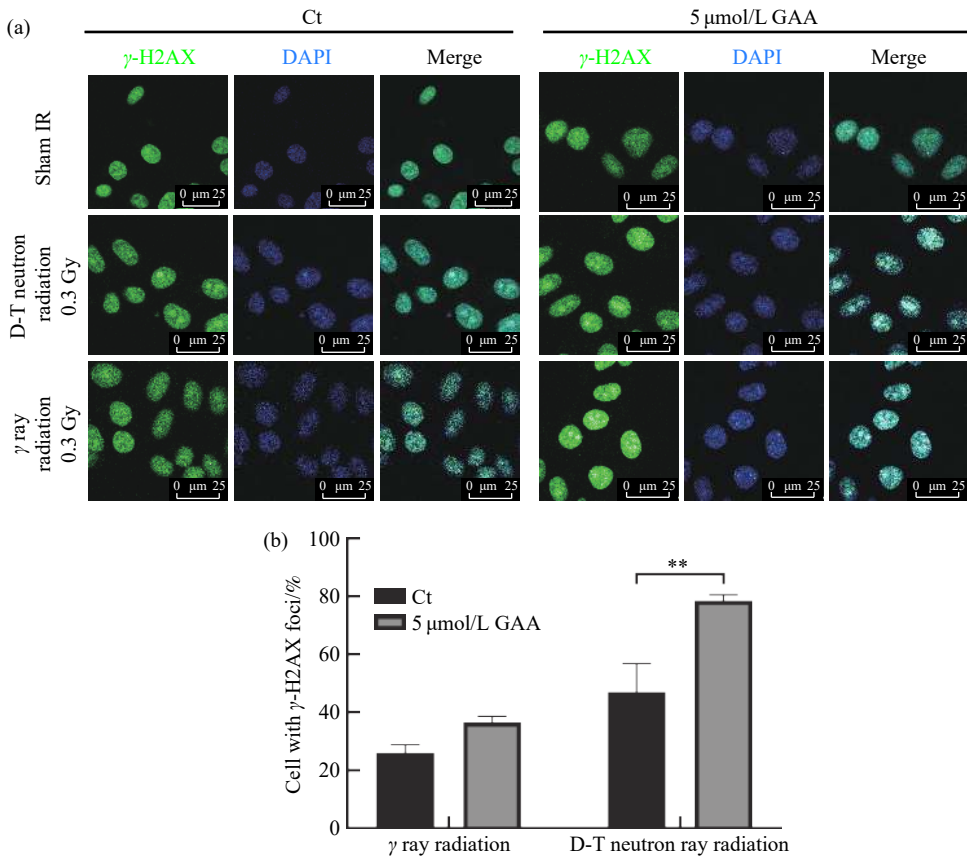 (a)
Ct
5 μmol/L GAA
γ-H2AX DAPI Merge γ-H2AX DAPI Merge
Sham IR
0 μm 25 0 μm 25 0 μm 25 0 μm 25 0 μm 25 0 μm 25
D-T neutron
radiation
0.3 Gy
0 μm 25 0 μm 25 0 μm 25 0 μm 25 0 μm 25 0 μm 25
γ ray
radiation
0.3 Gy
0 μm 25 0 μm 25 0 μm 25 0 μm 25 0 μm 25 0 μm 25
(b)
Cell with γ-H2AX foci/%
100
80
60
40
20
0
Ct
5 μmol/L GAA
**
γ ray radiation
D-T neutron ray radiation